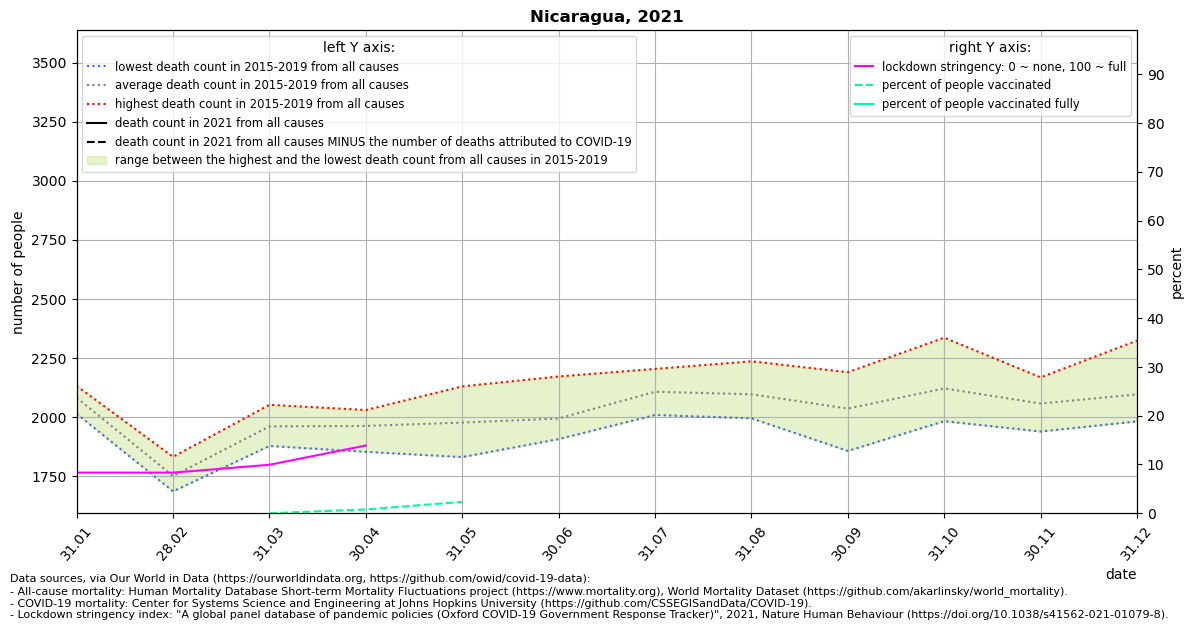 Nicaragua, 2021
left Y axis:
lowest death count in 2015-2019 from all causes
average death count in 2015-2019 from all causes
highest death count in 2015-2019 from all causes
death count in 2021 from all causes
death count in 2021 from all causes MINUS the number of deaths attributed to COVID-19
range between the highest and the lowest death count from all causes in 2015-2019
right Y axis:
lockdown stringency: 0 ~ none, 100 ~ full
percent of people vaccinated
percent of people vaccinated fully
number of people
3500
3250
3000
2750
2500
2250
2000
1750
percent
90
80
70
60
50
40
30
20
10
0
31.01
28.02
31.03
30.04
31.05
30.06
31.07
31.08
30.09
31.10
30.11
31.12
date
Data sources, via Our World in Data (https://ourworldindata.org, https://github.com/owid/covid-19-data):
- All-cause mortality: Human Mortality Database Short-term Mortality Fluctuations project (https://www.mortality.org), World Mortality Dataset (https://github.com/akarlinsky/world_mortality).
- COVID-19 mortality: Center for Systems Science and Engineering at Johns Hopkins University (https://github.com/CSSEGISandData/COVID-19).
- Lockdown stringency index: "A global panel database of pandemic policies (Oxford COVID-19 Government Response Tracker)", 2021, Nature Human Behaviour (https://doi.org/10.1038/s41562-021-01079-8).